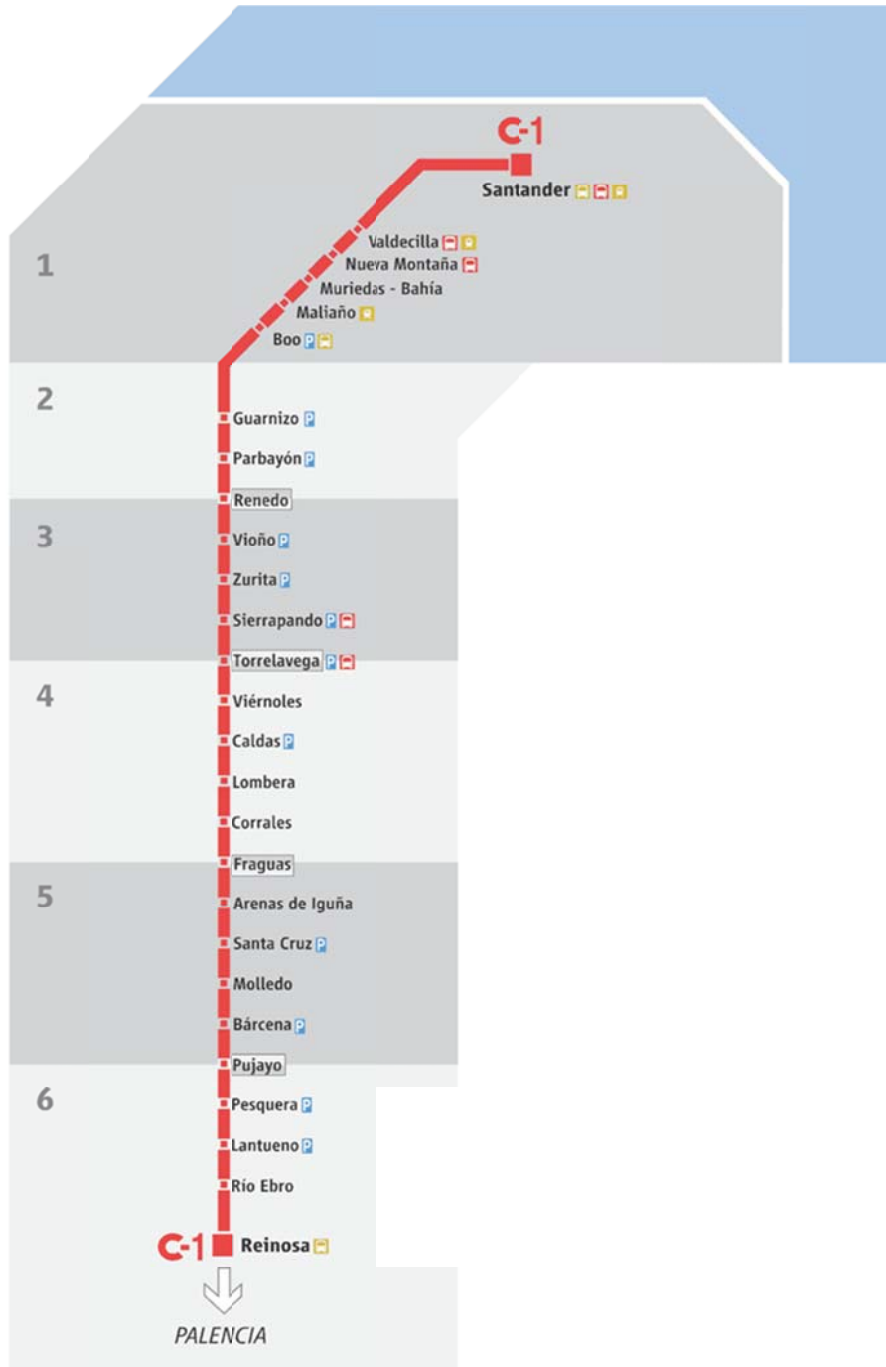 C-1
Santander
1
Valdecilla
Nueva Montaña
Muriedas - Bahía
Maliaño
Boo P
2
Guarnizo P
Parbayón P
Renedo
3
Vioño P
Zurita P
Sierrapando P
Torrelavega P
4
Viérnoles
Caldas P
Lombera
Corrales
Fraguas
5
Arenas de Iguña
Santa Cruz P
Molledo
Bárcena P
Pujayo
6
Pesquera P
Lantueno P
Río Ebro
C-1 Reinosa
PALENCIA